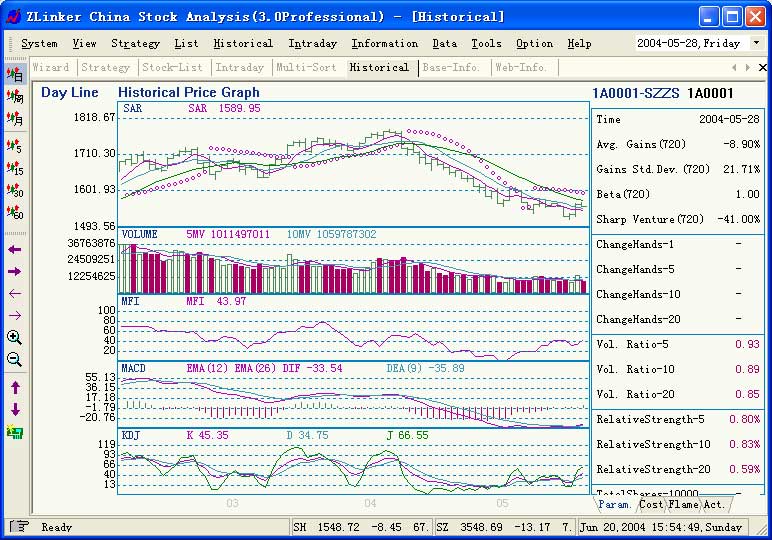 ZLinker China Stock Analysis(3.0Professional) - [Historical]
System View Strategy List Historical Intraday Information Data Tools Option Help 2004-05-28,Friday
Wizard Strategy Stock-List Intraday Multi-Sort Historical Base-Info. Web-Info.
日
周
月
5
15
30
60
Day Line Historical Price Graph
SAR SAR 1589.95
1818.67
1710.30
1601.93
1493.56
VOLUME 5MV 1011497011 10MV 1059787302
36763876
24509251
12254625
MFI MFI 43.97
100
80
60
40
20
MACD EMA(12) EMA(26) DIF -33.54 DEA(9) -35.89
55.13
36.15
17.18
-1.79
-20.76
KDJ K 45.35 D 34.75 J 66.55
119
93
66
40
13
03 04 05
1A0001-SZZS 1A0001
Time 2004-05-28
Avg. Gains(720) -8.90%
Gains Std.Dev.(720) 21.71%
Beta(720) 1.00
Sharp Venture(720) -41.00%
ChangeHands-1 -
ChangeHands-5 -
ChangeHands-10 -
ChangeHands-20 -
Vol. Ratio-5 0.93
Vol. Ratio-10 0.89
Vol. Ratio-20 0.85
RelativeStrength-5 0.80%
RelativeStrength-10 0.83%
RelativeStrength-20 0.59%
TotalShares-10000 -
Param. Cost Flame Act.
Ready SH 1548.72 -8.45 67. SZ 3548.69 -13.17 7. Jun 20,2004 15:54:49,Sunday